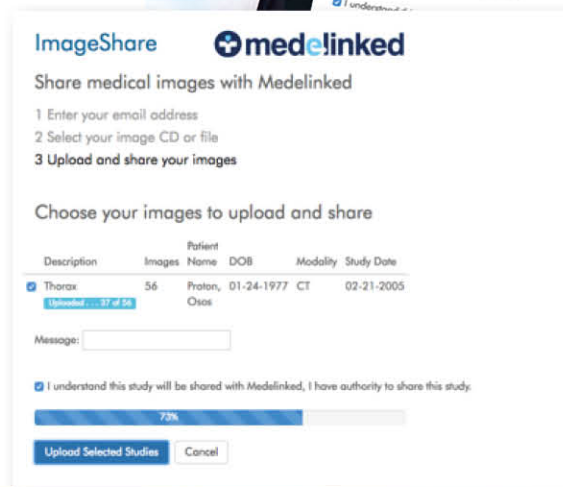 I understand
ImageShare medelinked
Share medical images with Medelinked
1 Enter your email address
2 Select your image CD or file
3 Upload and share your images
Choose your images to upload and share
Description Images Patient Name DOB Modality Study Date
Thorax 56 Proton, Osos 01-24-1977 CT 02-21-2005
Uploaded . . . 37 of 56
Message:
I understand this study will be shared with Medelinked, I have authority to share this study.
73%
Upload Selected Studies Cancel